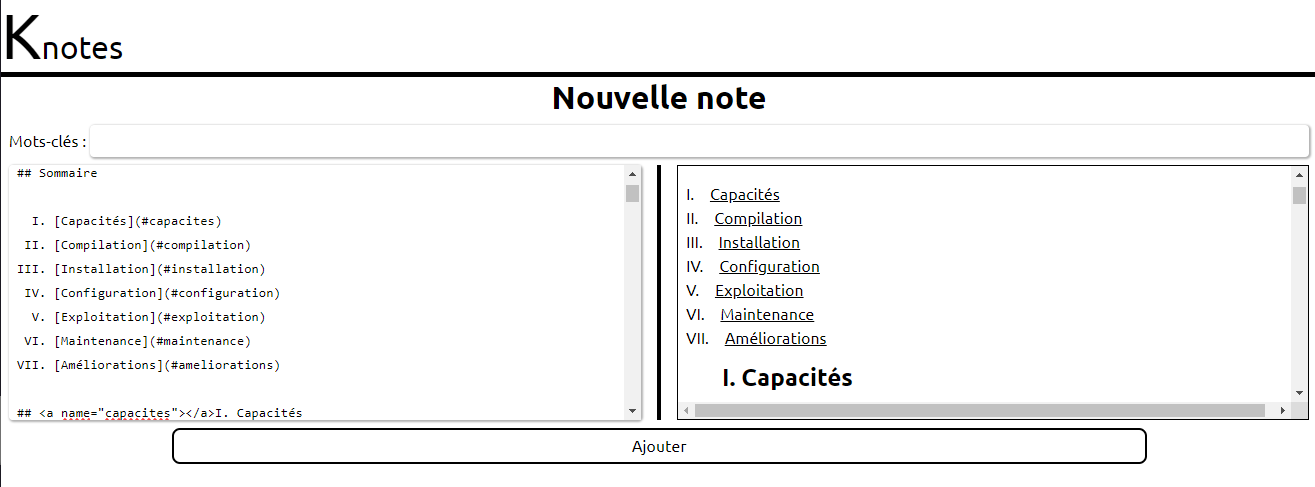 Knotes
Nouvelle note
Mots-clés :
## Sommaire
I. [Capacités](#capacites)
II. [Compilation](#compilation)
III. [Installation](#installation)
IV. [Configuration](#configuration)
V. [Exploitation](#exploitation)
VI. [Maintenance](#maintenance)
VII. [Améliorations](#ameliorations)
## <a name="capacites"></a>I. Capacités
I. Capacités
II. Compilation
III. Installation
IV. Configuration
V. Exploitation
VI. Maintenance
VII. Améliorations
I. Capacités
Ajouter